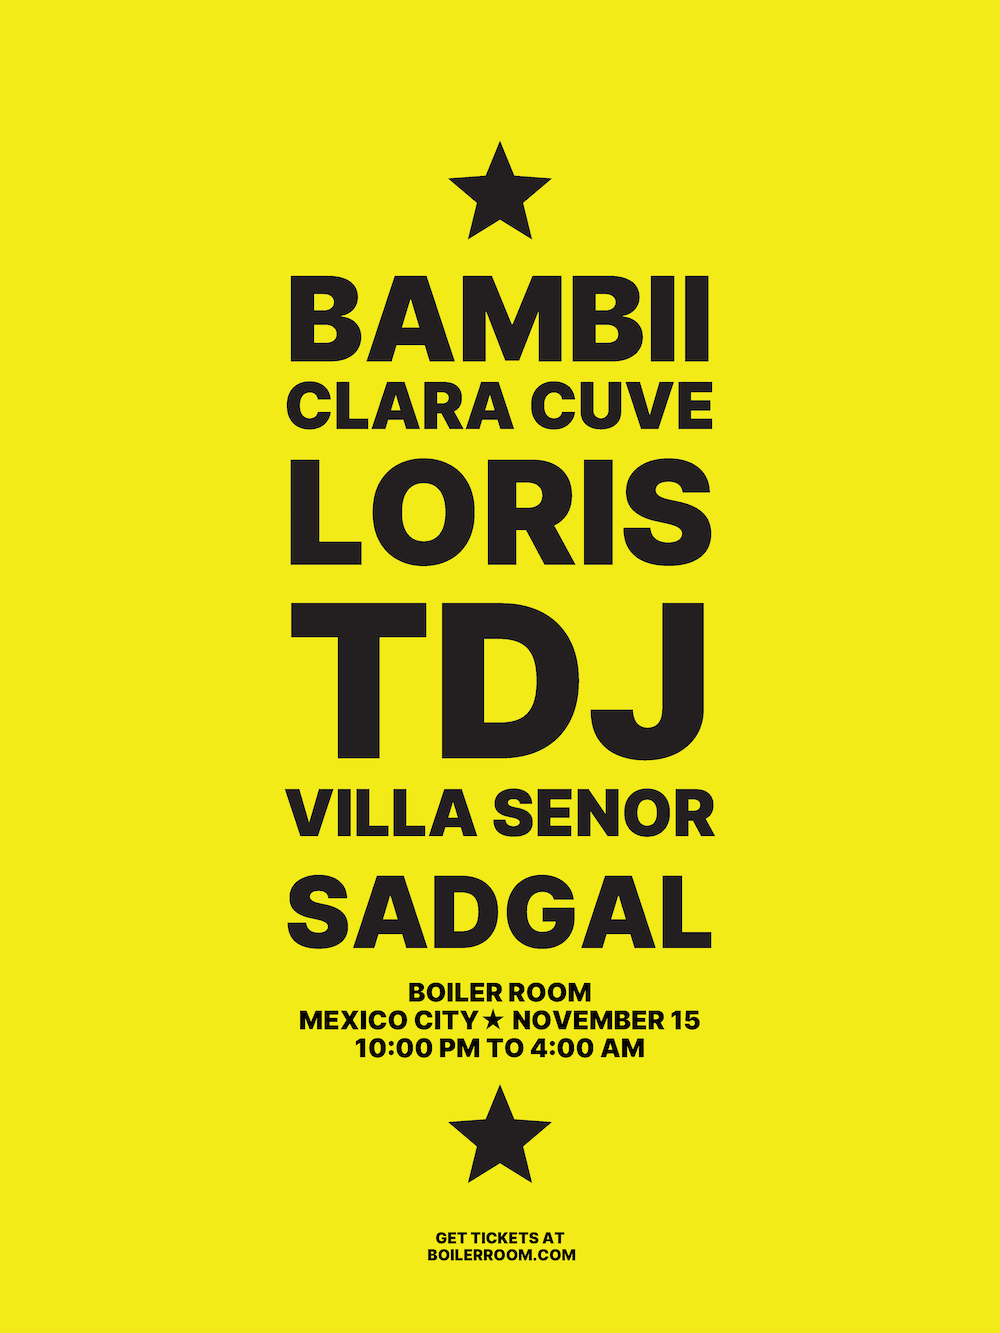 BAMBII
CLARA CUVE
LORIS
TDJ
VILLA SENOR
SADGAL
BOILER ROOM
MEXICO CITY ★ NOVEMBER 15
10:00 PM TO 4:00 AM
GET TICKETS AT
BOILERROOM.COM